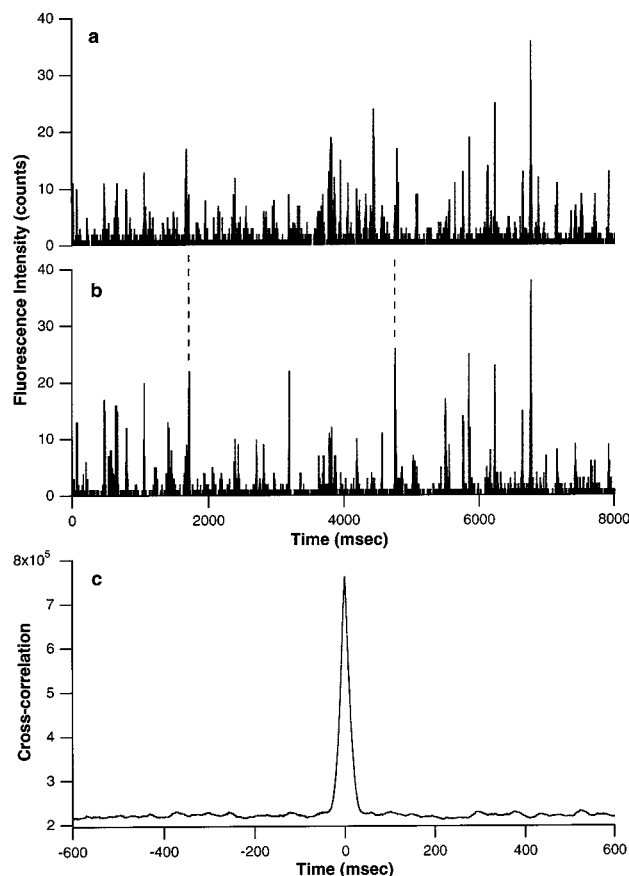 a
40
30
20
10
0
Fluorescence Intensity (counts)
b
40
30
20
10
0
0 2000 4000 6000 8000
Time (msec)
c
8x10⁵
7
6
5
4
3
2
Cross-correlation
-600 -400 -200 0 200 400 600
Time (msec)